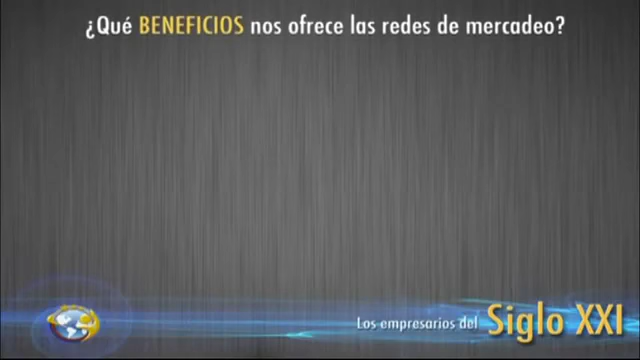 ¿Qué BENEFICIOS nos ofrece las redes de mercadeo?
Los empresarios del Siglo XXI